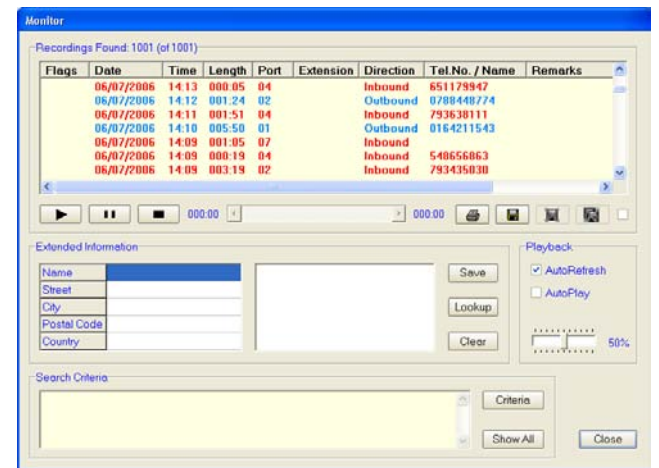 Monitor
Recordings Found: 1001 (of 1001)
Flags Date Time Length Port Extension Direction Tel.No. / Name Remarks
06/07/2006 14:13 000:05 04 Inbound 651179947
06/07/2006 14:12 001:24 02 Outbound 0788448774
06/07/2006 14:11 001:51 04 Inbound 793638111
06/07/2006 14:10 005:50 01 Outbound 0164211543
06/07/2006 14:09 001:05 07 Inbound
06/07/2006 14:09 000:19 04 Inbound 548656863
06/07/2006 14:09 003:19 02 Inbound 793435030
000:00 000:00
Extended Information
Name
Street
City
Postal Code
Country
Save
Lookup
Clear
Playback
AutoRefresh
AutoPlay
50%
Search Criteria
Criteria
Show All
Close